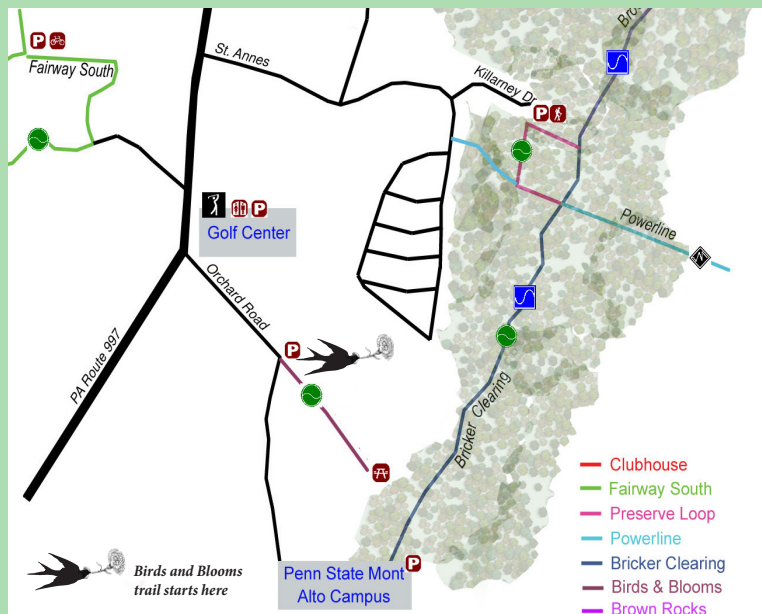 Bro
P
Fairway South
St. Annes
Killarney Dr
P
P
Golf Center
Powerline
Orchard Road
P
PA Route 997
Bricker Clearing
Clubhouse
Fairway South
Preserve Loop
Powerline
Bricker Clearing
Birds & Blooms
Brown Rocks
P
Penn State Mont
Alto Campus
Birds and Blooms
trail starts here